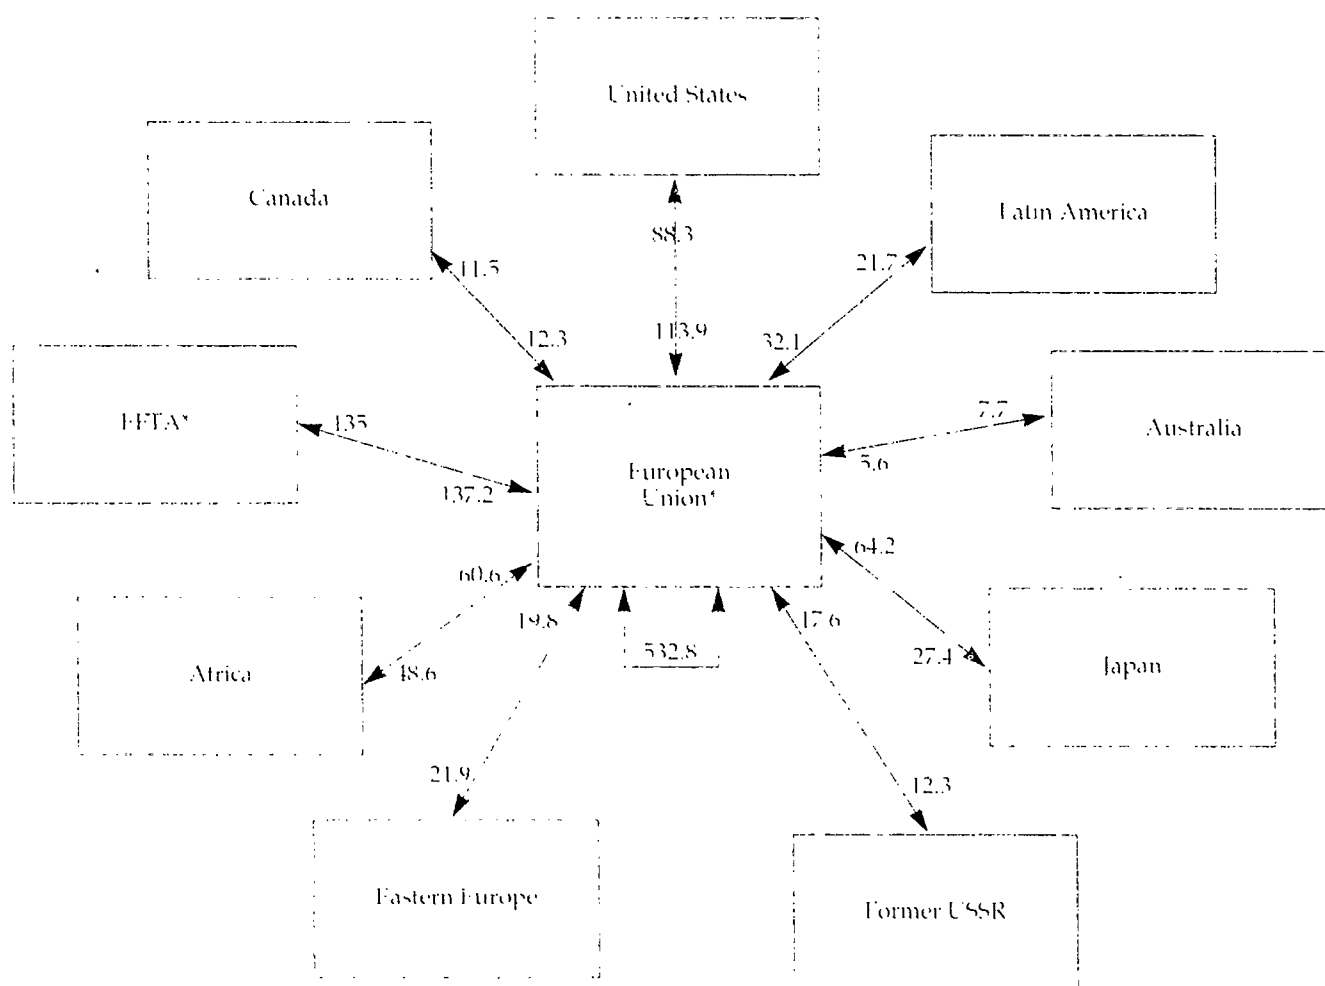 United States
Canada
Latin America
88.3
11.5
21.7
12.3
113.9
32.1
EFTA*
135
7.7
Australia
5.6
European
Union*
137.2
64.2
60.6
19.8
17.6
532.8
27.4
Africa
48.6
Japan
21.9
12.3
Eastern Europe
Former USSR